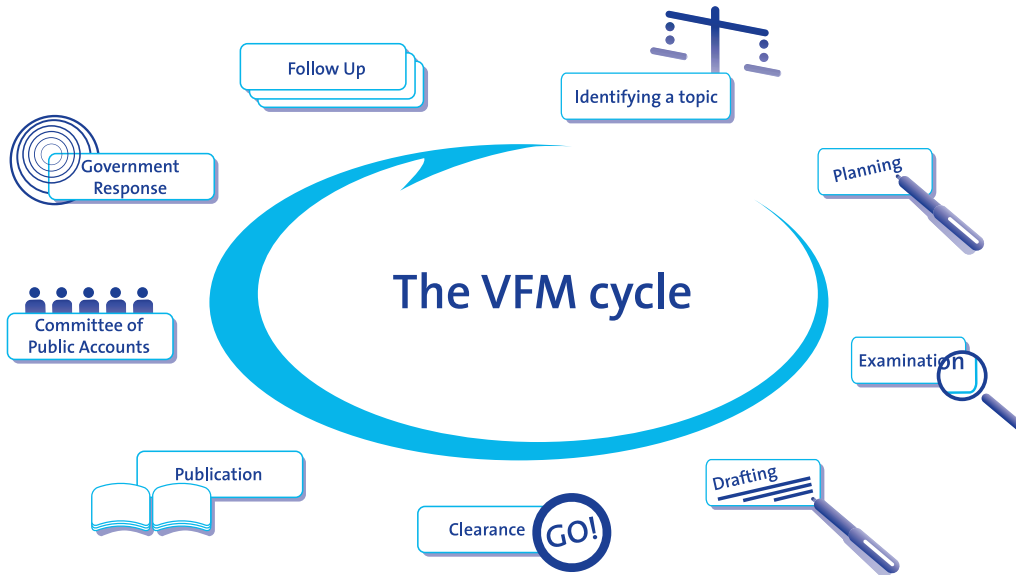 Follow Up
Identifying a topic
Government
Response
Planning
The VFM cycle
Committee of
Public Accounts
Examination
Publication
Drafting
Clearance
GO!